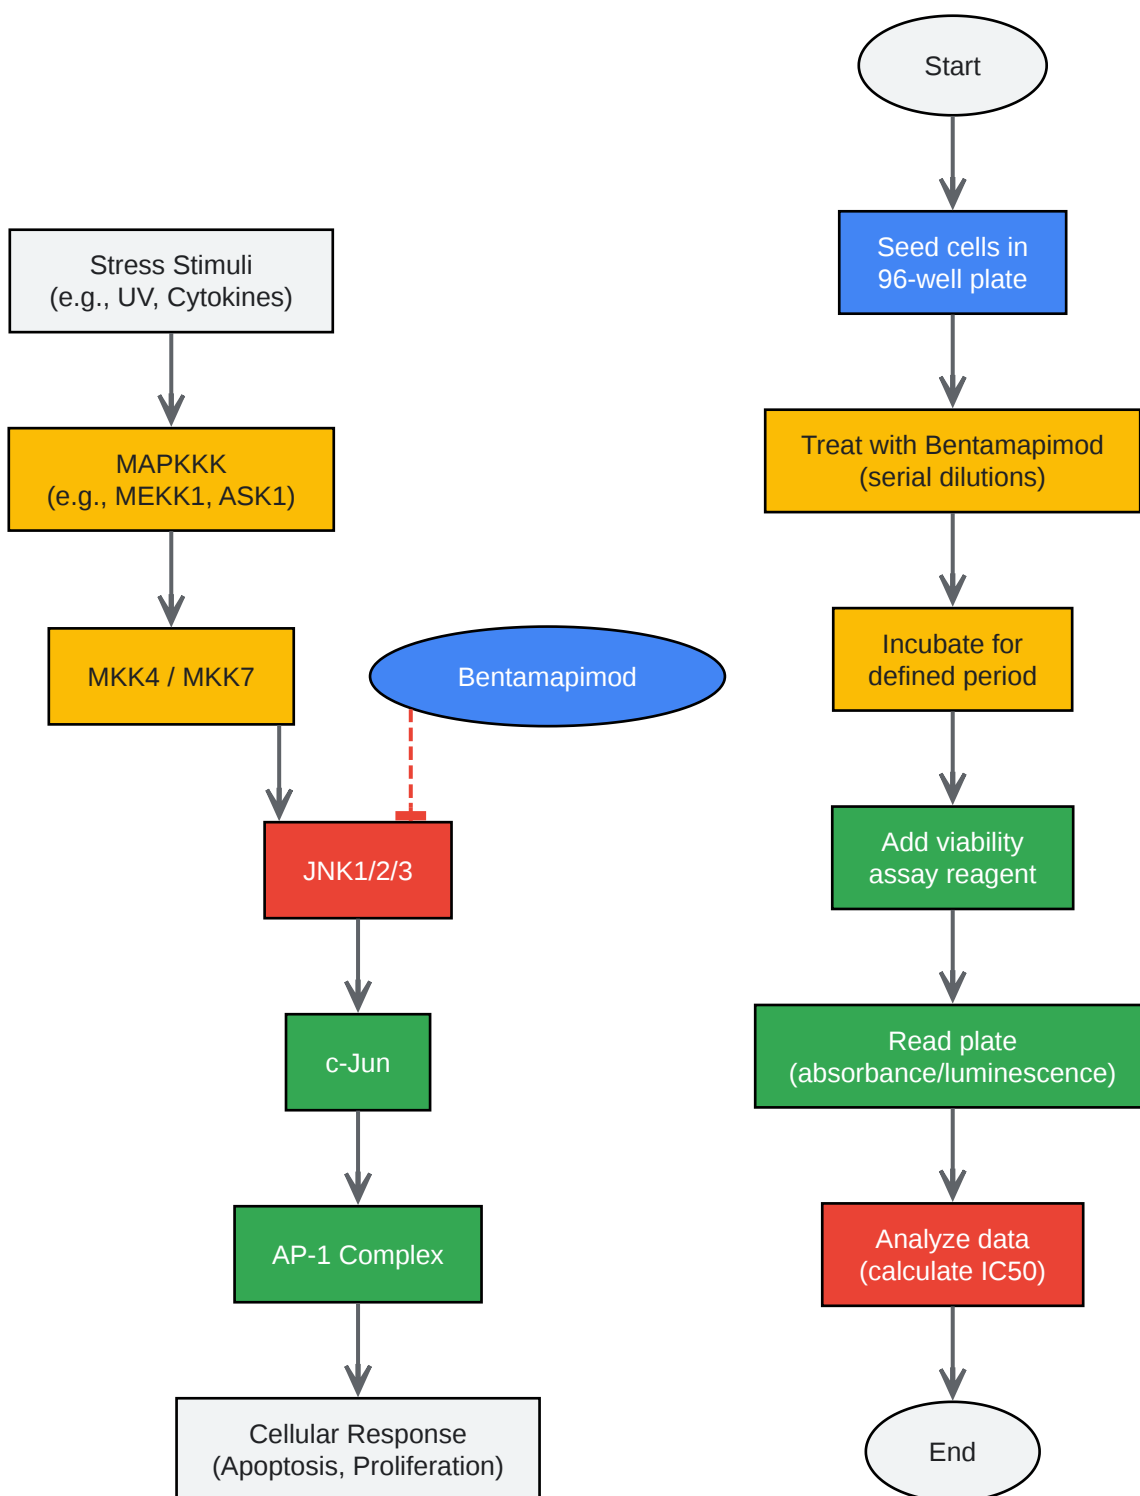 Stress Stimuli
(e.g., UV, Cytokines)
MAPKKK
(e.g., MEKK1, ASK1)
MKK4 / MKK7
Bentamapimod
JNK1/2/3
c-Jun
AP-1 Complex
Cellular Response
(Apoptosis, Proliferation)
Start
Seed cells in
96-well plate
Treat with Bentamapimod
(serial dilutions)
Incubate for
defined period
Add viability
assay reagent
Read plate
(absorbance/luminescence)
Analyze data
(calculate IC50)
End